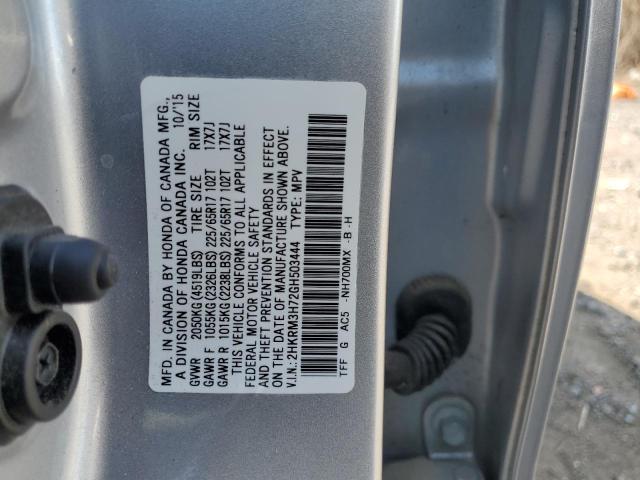 MFD. IN CANADA BY HONDA OF CANADA MFG.,
A DIVISION OF HONDA CANADA INC. 10/'15
GVWR 2050KG (4519LBS) TIRE SIZE RIM SIZE
GAWR F 1055KG (2326LBS) 225/65R17 102T 17X7J
GAWR R 1015KG (2238LBS) 225/65R17 102T 17X7J
THIS VEHICLE CONFORMS TO ALL APPLICABLE
FEDERAL MOTOR VEHICLE SAFETY
AND THEFT PREVENTION STANDARDS IN EFFECT
ON THE DATE OF MANUFACTURE SHOWN ABOVE.
V.I.N.: 2HKRM3H72GH503444 TYPE: MPV
TFF G AC5 -NH700MX -B -H